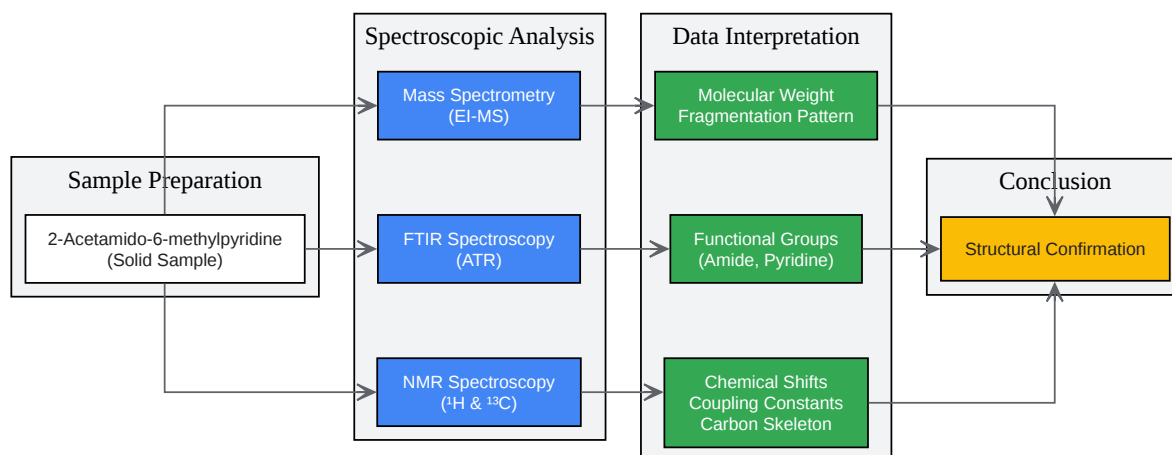 Spectroscopic Analysis
Data Interpretation
Mass Spectrometry
(EI-MS)
Molecular Weight
Fragmentation Pattern
Sample Preparation
Conclusion
2-Acetamido-6-methylpyridine
(Solid Sample)
FTIR Spectroscopy
(ATR)
Functional Groups
(Amide, Pyridine)
Structural Confirmation
NMR Spectroscopy
(¹H & ¹³C)
Chemical Shifts
Coupling Constants
Carbon Skeleton